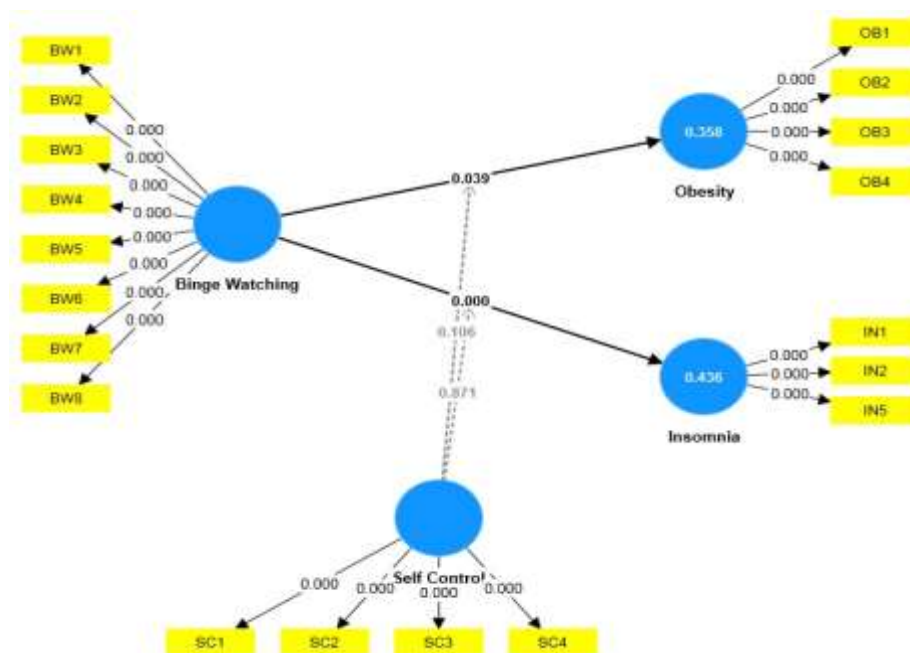 BW1
BW2
BW3
BW4
BW5
BW6
BW7
BW8
0.000
0.000
0.000
0.000
0.000
0.000
0.000
0.000
Binge Watching
0.039
0.000
0.106
0.871
0.358
Obesity
0.000
0.000
0.000
0.000
OB1
OB2
OB3
OB4
0.436
Insomnia
0.000
0.000
0.000
IN1
IN2
IN5
Self Control
0.000
0.000
0.000
0.000
SC1
SC2
SC3
SC4